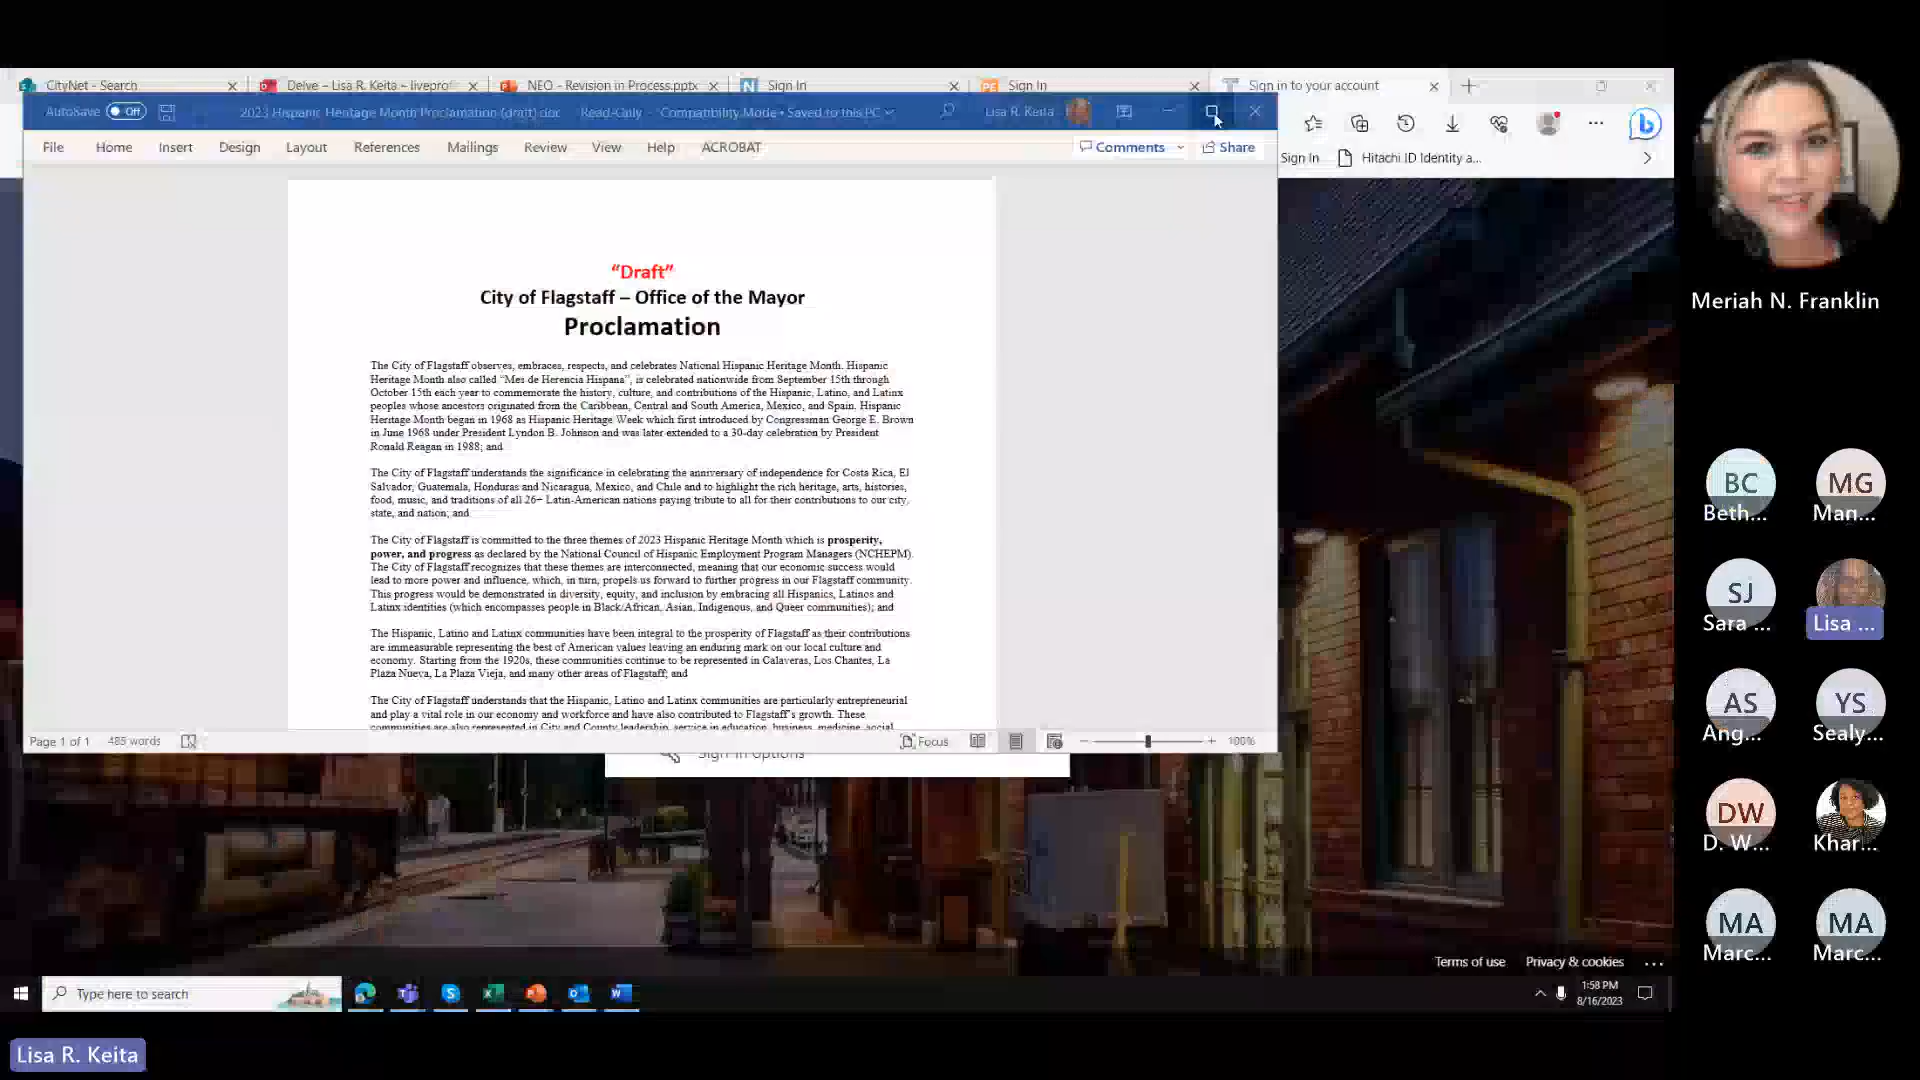 CityNet - Search
Delve – Lisa R. Keita – liveprof
NEO - Revision in Process.pptx
Sign In
Sign In
Sign in to your account
AutoSave Off
2023 Hispanic Heritage Month Proclamation (draft).doc - Read-Only - Compatibility Mode • Saved to this PC
Lisa R. Keita
File Home Insert Design Layout References Mailings Review View Help ACROBAT
Comments Share
Sign In Hitachi ID Identity a...
“Draft”
City of Flagstaff – Office of the Mayor
Proclamation
The City of Flagstaff observes, embraces, respects, and celebrates National Hispanic Heritage Month. Hispanic
Heritage Month also called “Mes de Herencia Hispana”, is celebrated nationwide from September 15th through
October 15th each year to commemorate the history, culture, and contributions of the Hispanic, Latino, and Latinx
peoples whose ancestors originated from the Caribbean, Central and South America, Mexico, and Spain. Hispanic
Heritage Month began in 1968 as Hispanic Heritage Week which first introduced by Congressman George E. Brown
in June 1968 under President Lyndon B. Johnson and was later extended to a 30-day celebration by President
Ronald Reagan in 1988; and
The City of Flagstaff understands the significance in celebrating the anniversary of independence for Costa Rica, El
Salvador, Guatemala, Honduras and Nicaragua, Mexico, and Chile and to highlight the rich heritage, arts, histories,
food, music, and traditions of all 26+ Latin-American nations paying tribute to all for their contributions to our city,
state, and nation; and
The City of Flagstaff is committed to the three themes of 2023 Hispanic Heritage Month which is prosperity,
power, and progress as declared by the National Council of Hispanic Employment Program Managers (NCHEPM).
The City of Flagstaff recognizes that these themes are interconnected, meaning that our economic success would
lead to more power and influence, which, in turn, propels us forward to further progress in our Flagstaff community.
This progress would be demonstrated in diversity, equity, and inclusion by embracing all Hispanics, Latinos and
Latinx identities (which encompasses people in Black/African, Asian, Indigenous, and Queer communities); and
The Hispanic, Latino and Latinx communities have been integral to the prosperity of Flagstaff as their contributions
are immeasurable representing the best of American values leaving an enduring mark on our local culture and
economy. Starting from the 1920s, these communities continue to be represented in Calaveras, Los Chantes, La
Plaza Nueva, La Plaza Vieja, and many other areas of Flagstaff; and
The City of Flagstaff understands that the Hispanic, Latino and Latinx communities are particularly entrepreneurial
and play a vital role in our economy and workforce and have also contributed to Flagstaff’s growth. These
communities are also represented in City and County leadership, service in education, business, medicine, social
Page 1 of 1 485 words
Focus
100%
Sign-in options
Terms of use Privacy & cookies ...
Type here to search
1:58 PM
8/16/2023
Lisa R. Keita
Meriah N. Franklin
BC MG
Beth... Man...
SJ
Sara ... Lisa ...
AS YS
Ang... Sealy...
DW
D. W... Khar...
MA MA
Marc... Marc...